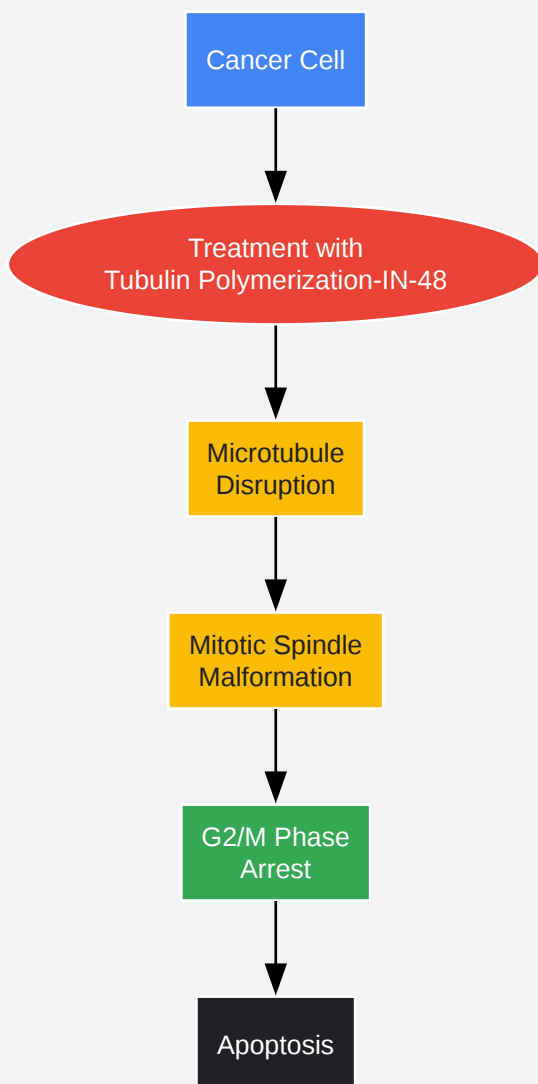 Cancer Cell
Treatment with
Tubulin Polymerization-IN-48
Microtubule
Disruption
Mitotic Spindle
Malformation
G2/M Phase
Arrest
Apoptosis